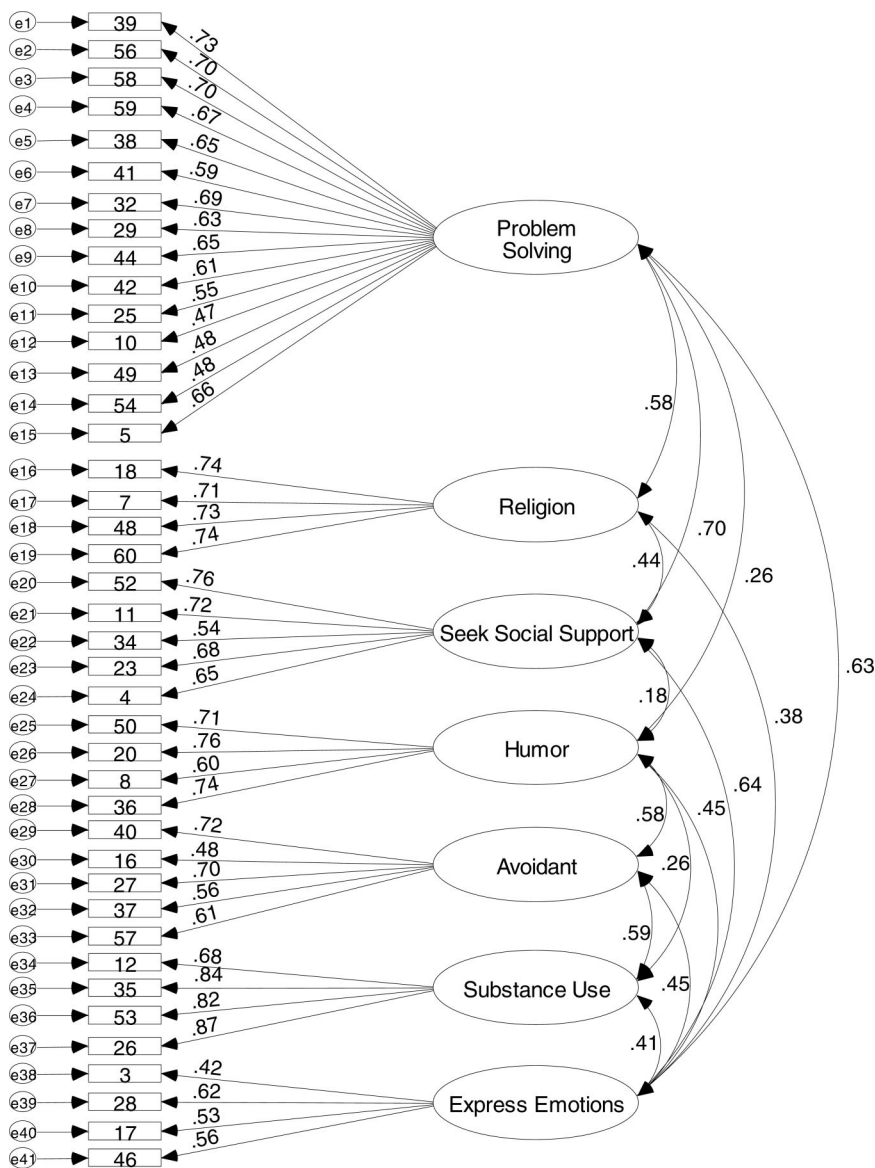 e1 39 .73
e2 56 .70
e3 58 .70
e4 59 .67
e5 38 .65
e6 41 .59
e7 32 .69
e8 29 .63
e9 44 .65
e10 42 .61
e11 25 .55
e12 10 .47
e13 49 .48
e14 54 .48
e15 5 .66
Problem
Solving
e16 18 .74
e17 7 .71
e18 48 .73
e19 60 .74
Religion
e20 52 .76
e21 11 .72
e22 34 .54
e23 23 .68
e24 4 .65
Seek Social Support
e25 50 .71
e26 20 .76
e27 8 .60
e28 36 .74
Humor
e29 40 .72
e30 16 .48
e31 27 .70
e32 37 .56
e33 57 .61
Avoidant
e34 12 .68
e35 35 .84
e36 53 .82
e37 26 .87
Substance Use
e38 3 .42
e39 28 .62
e40 17 .53
e41 46 .56
Express Emotions
.58
.70
.44
.26
.63
.18
.38
.64
.58
.45
.26
.59
.45
.41